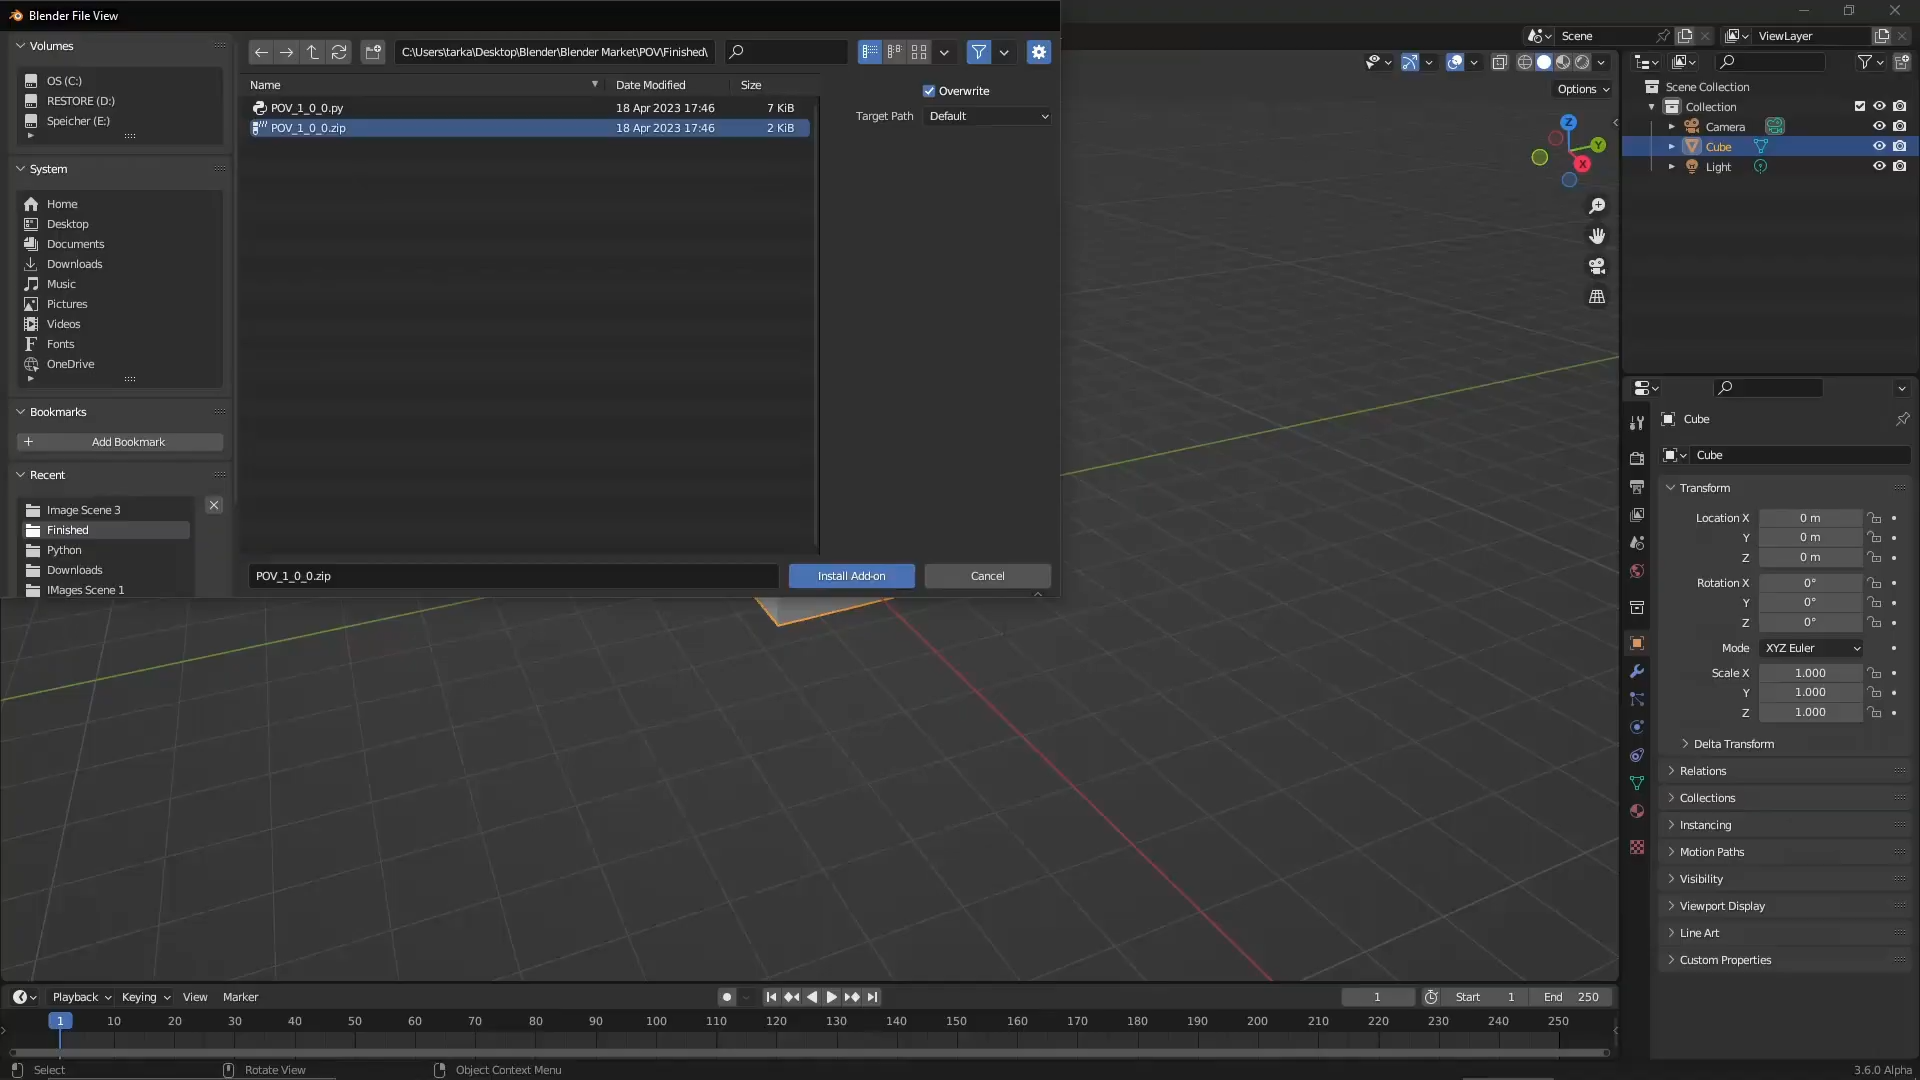 Blender File View
Volumes
OS (C:)
RESTORE (D:)
Speicher (E:)
System
Home
Desktop
Documents
Downloads
Music
Pictures
Videos
Fonts
OneDrive
Bookmarks
Add Bookmark
Recent
Image Scene 3
Finished
Python
Downloads
IMages Scene 1
C:\Users\tarka\Desktop\Blender\Blender Market\POV\Finished\
Name Date Modified Size
POV_1_0_0.py 18 Apr 2023 17:46 7 KiB
POV_1_0_0.zip 18 Apr 2023 17:46 2 KiB
Overwrite
Target Path Default
POV_1_0_0.zip Install Add-on Cancel
Scene ViewLayer
Options
Z
Y
X
Scene Collection
Collection
Camera
Cube
Light
Cube
Cube
Transform
Location X 0 m
Y 0 m
Z 0 m
Rotation X 0°
Y 0°
Z 0°
Mode XYZ Euler
Scale X 1.000
Y 1.000
Z 1.000
Delta Transform
Relations
Collections
Instancing
Motion Paths
Visibility
Viewport Display
Line Art
Custom Properties
Playback Keying View Marker 1 Start 1 End 250
1 10 20 30 40 50 60 70 80 90 100 110 120 130 140 150 160 170 180 190 200 210 220 230 240 250
Select Rotate View Object Context Menu 3.6.0 Alpha